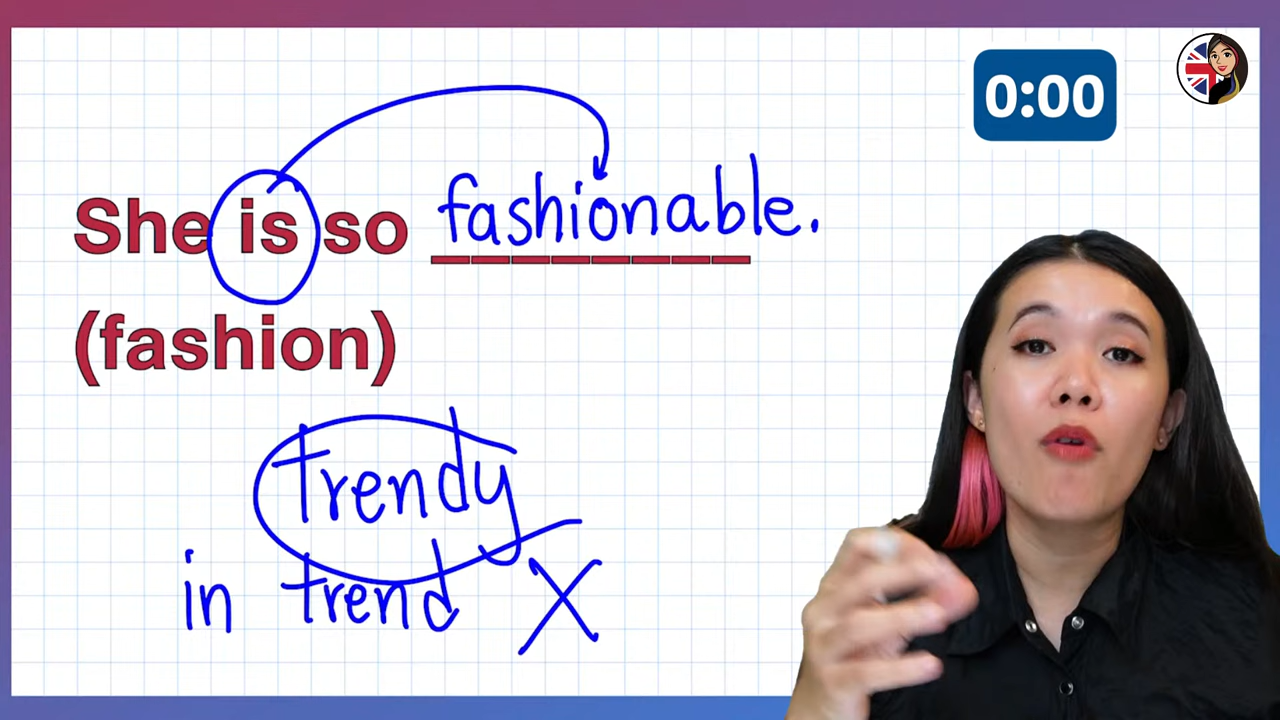 0:00
She is so fashionable.
(fashion)
trendy
in trend X